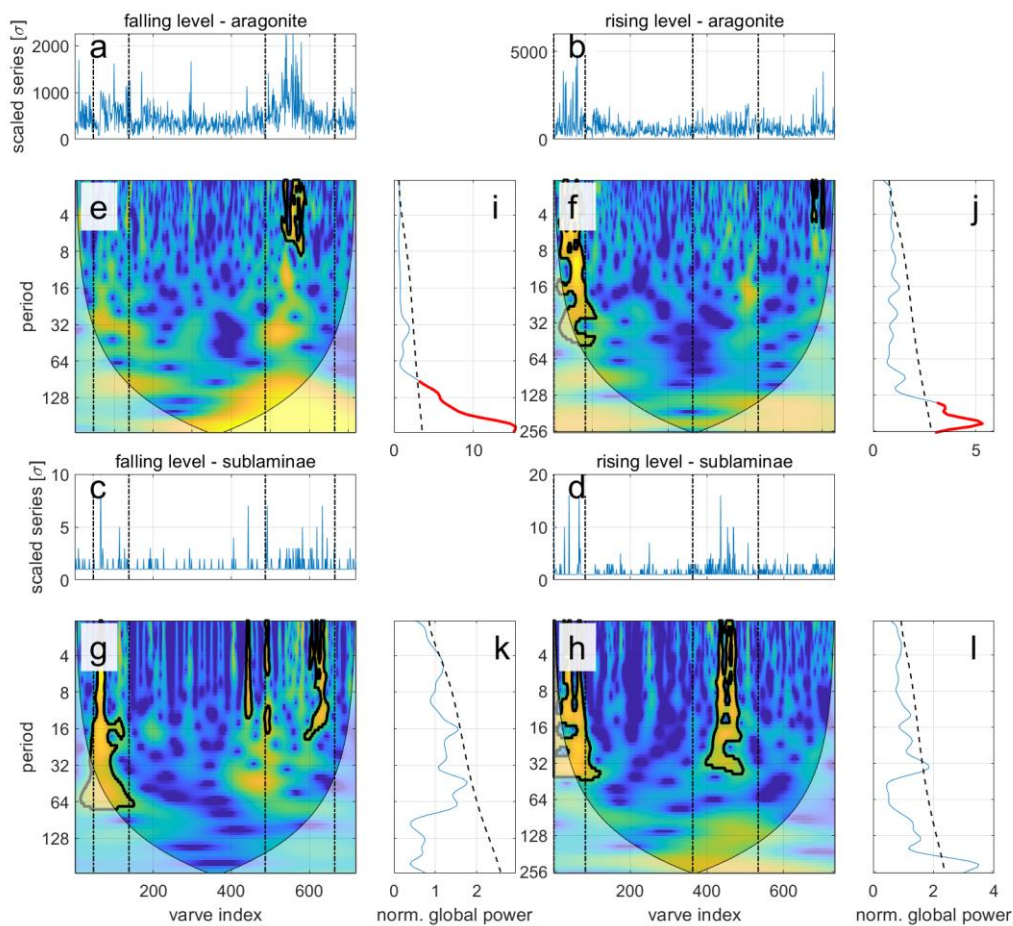 falling level - aragonite
rising level - aragonite
scaled series [σ]
2000
1000
0
a
5000
0
b
period
4
8
16
32
64
128
e
i
0
10
4
8
16
32
64
128
256
f
j
0
5
falling level - sublaminae
rising level - sublaminae
scaled series [σ]
10
5
0
c
20
10
0
d
period
4
8
16
32
64
128
g
200
400
600
varve index
k
0
1
2
norm. global power
4
8
16
32
64
128
256
h
200
400
600
varve index
l
0
2
4
norm. global power